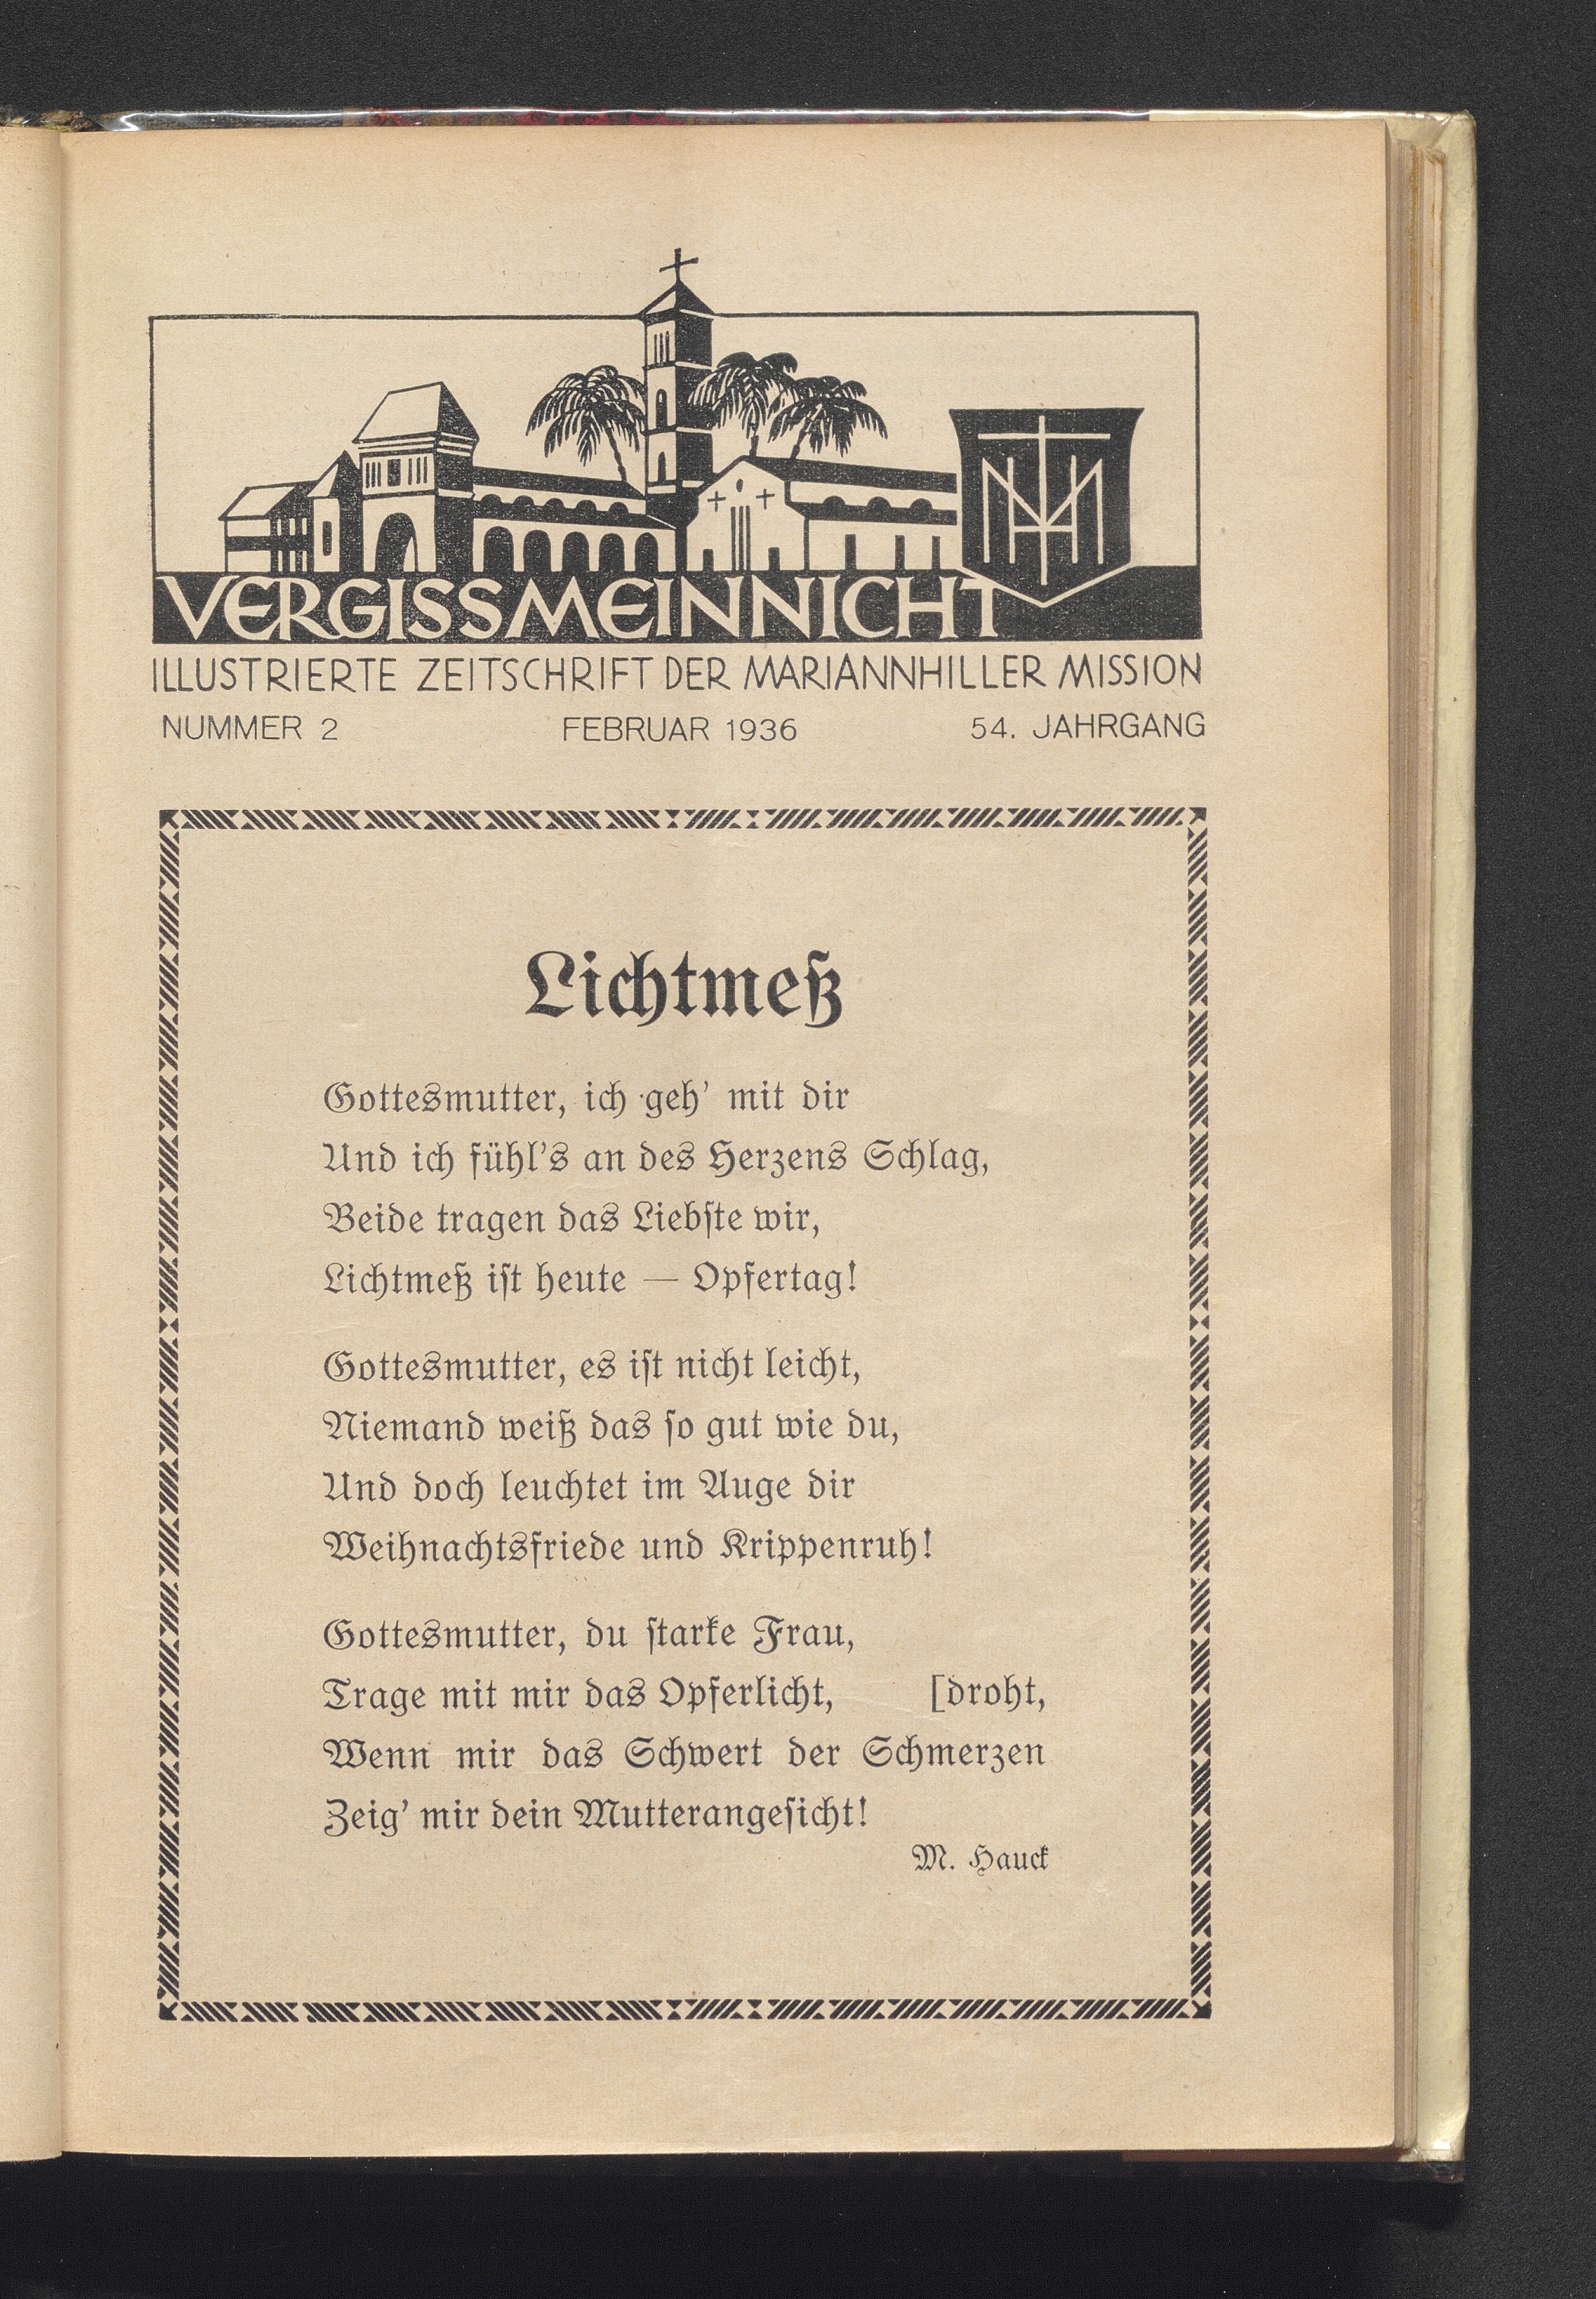 VERGISSMEINNICHT
ILLUSTRIERTE ZEITSCHRIFT DER MARIANNHILLER MISSION
NUMMER 2 FEBRUAR 1936 54. JAHRGANG
Lichtmeß
Gottesmutter, ich geh’ mit dir
Und ich fühl’s an des Herzens Schlag,
Beide tragen das Liebſte wir,
Lichtmeß iſt heute — Opfertag!
Gottesmutter, es iſt nicht leicht,
Niemand weiß das ſo gut wie du,
Und doch leuchtet im Auge dir
Weihnachtsfriede und Krippenruh!
Gottesmutter, du ſtarke Frau,
Trage mit mir das Opferlicht, [droht,
Wenn mir das Schwert der Schmerzen
Zeig’ mir dein Mutterangeſicht!
M. Hauck